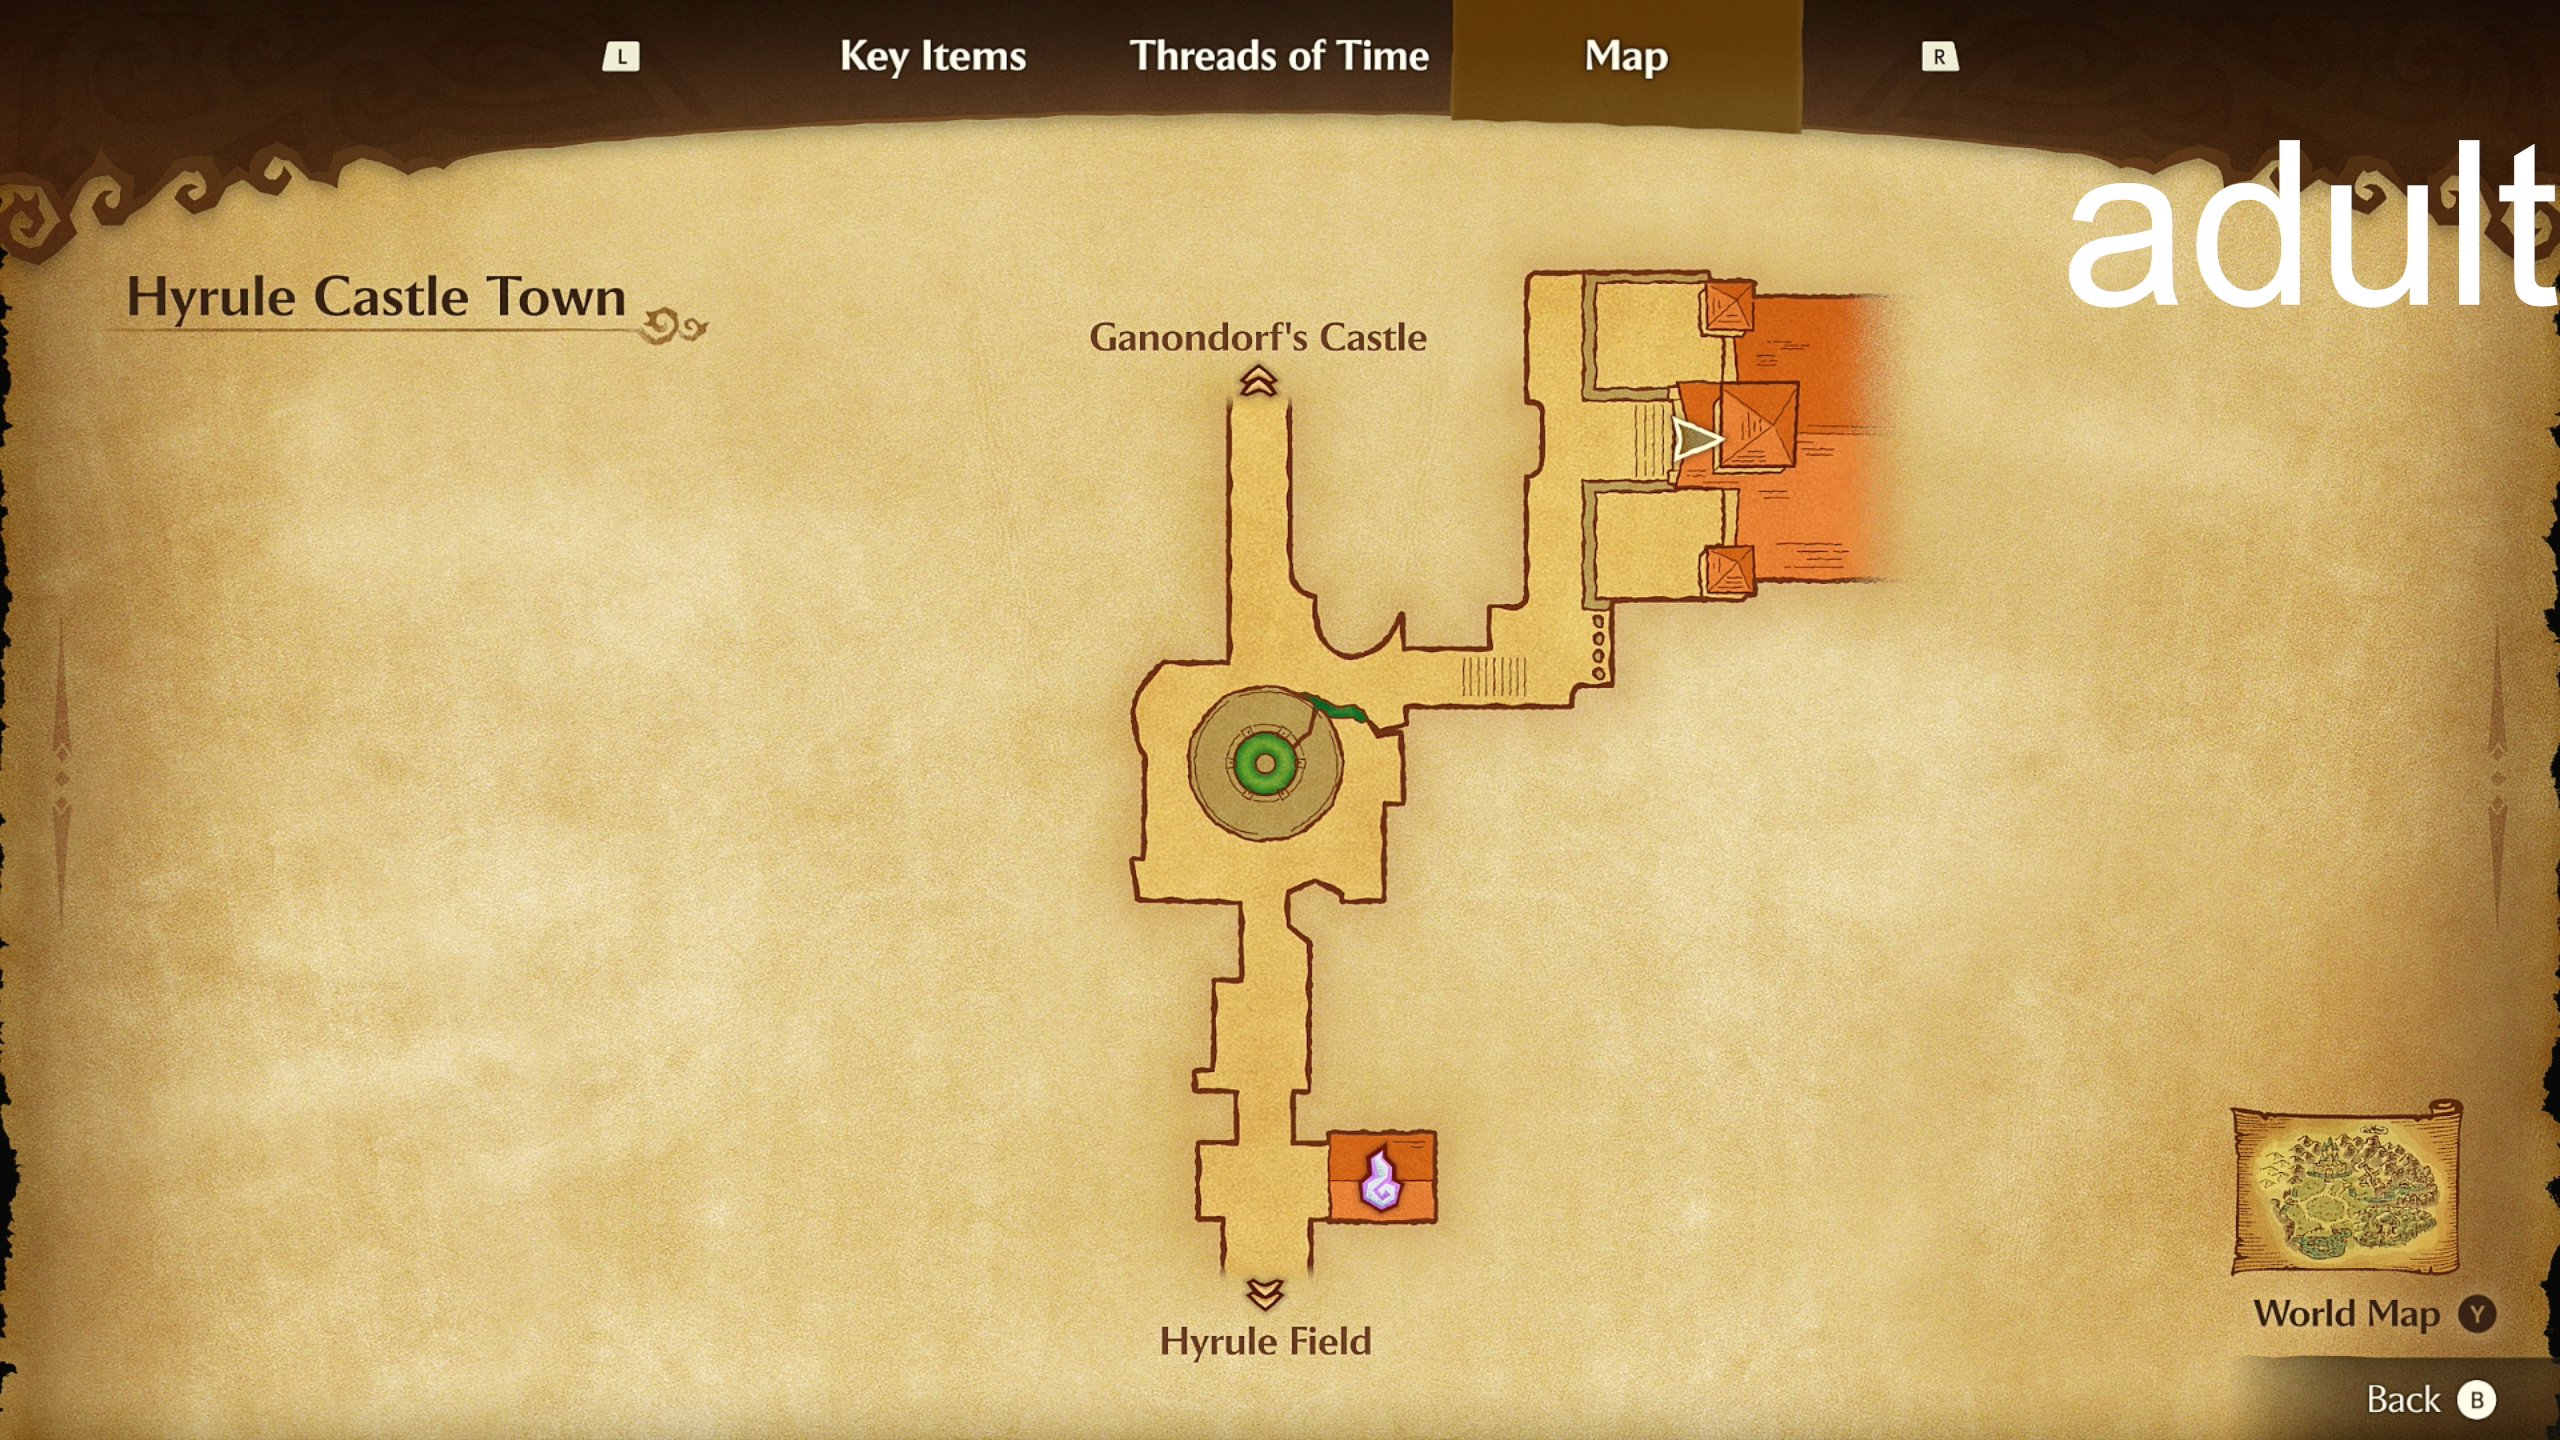 L Key Items Threads of Time Map R
adult
Hyrule Castle Town
Ganondorf's Castle
Hyrule Field
World Map Y
Back B